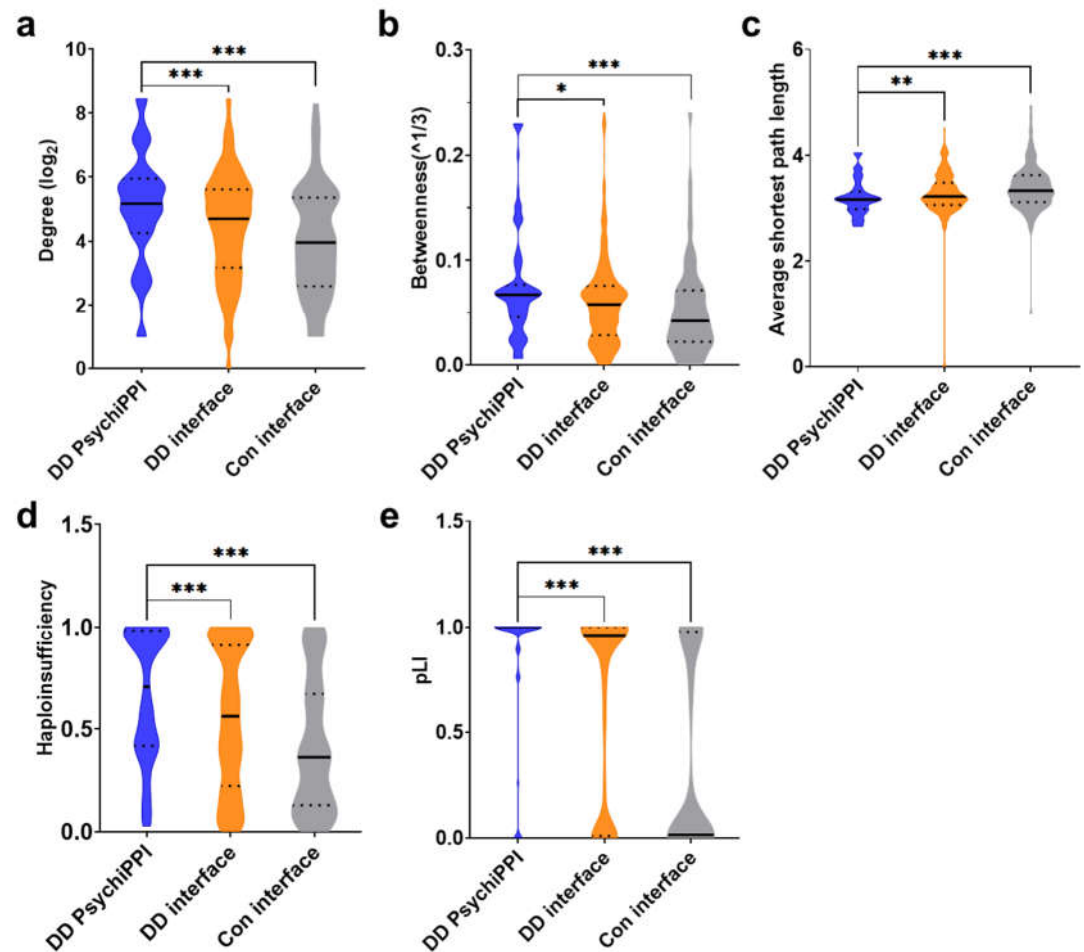 a
Degree (log2)
10
8
6
4
2
0
***
***
DD PsychiPPI
DD interface
Con interface
b
Betweenness(^1/3)
0.3
0.2
0.1
0.0
***
*
DD PsychiPPI
DD interface
Con interface
c
Average shortest path length
6
4
2
0
***
**
DD PsychiPPI
DD interface
Con interface
d
Haploinsufficiency
1.5
1.0
0.5
0.0
***
***
DD PsychiPPI
DD interface
Con interface
e
pLI
1.5
1.0
0.5
0.0
***
***
DD PsychiPPI
DD interface
Con interface